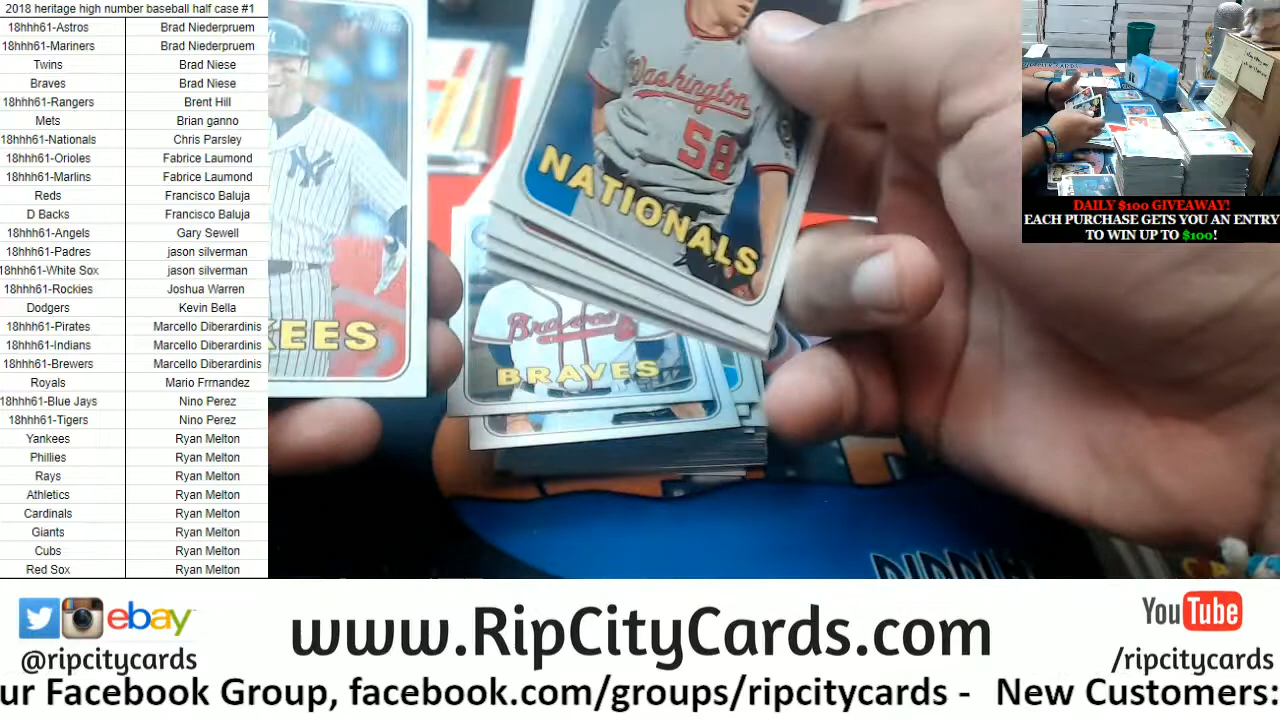 2018 heritage high number baseball half case #1
18hhh61-Astros Brad Niederpruem
18hhh61-Mariners Brad Niederpruem
Twins Brad Niese
Braves Brad Niese
18hhh61-Rangers Brent Hill
Mets Brian ganno
18hhh61-Nationals Chris Parsley
18hhh61-Orioles Fabrice Laumond
18hhh61-Marlins Fabrice Laumond
Reds Francisco Baluja
D Backs Francisco Baluja
18hhh61-Angels Gary Sewell
18hhh61-Padres jason silverman
18hhh61-White Sox jason silverman
18hhh61-Rockies Joshua Warren
Dodgers Kevin Bella
18hhh61-Pirates Marcello Diberardinis
18hhh61-Indians Marcello Diberardinis
18hhh61-Brewers Marcello Diberardinis
Royals Mario Frrnandez
18hhh61-Blue Jays Nino Perez
18hhh61-Tigers Nino Perez
Yankees Ryan Melton
Phillies Ryan Melton
Rays Ryan Melton
Athletics Ryan Melton
Cardinals Ryan Melton
Giants Ryan Melton
Cubs Ryan Melton
Red Sox Ryan Melton
NY
KEES
Washington
58
NATIONALS
Braves
BRAVES
DAILY $100 GIVEAWAY!
EACH PURCHASE GETS YOU AN ENTRY
TO WIN UP TO $100!
ebay
@ripcitycards
www.RipCityCards.com
YouTube
/ripcitycards
ur Facebook Group, facebook.com/groups/ripcitycards - New Customers: